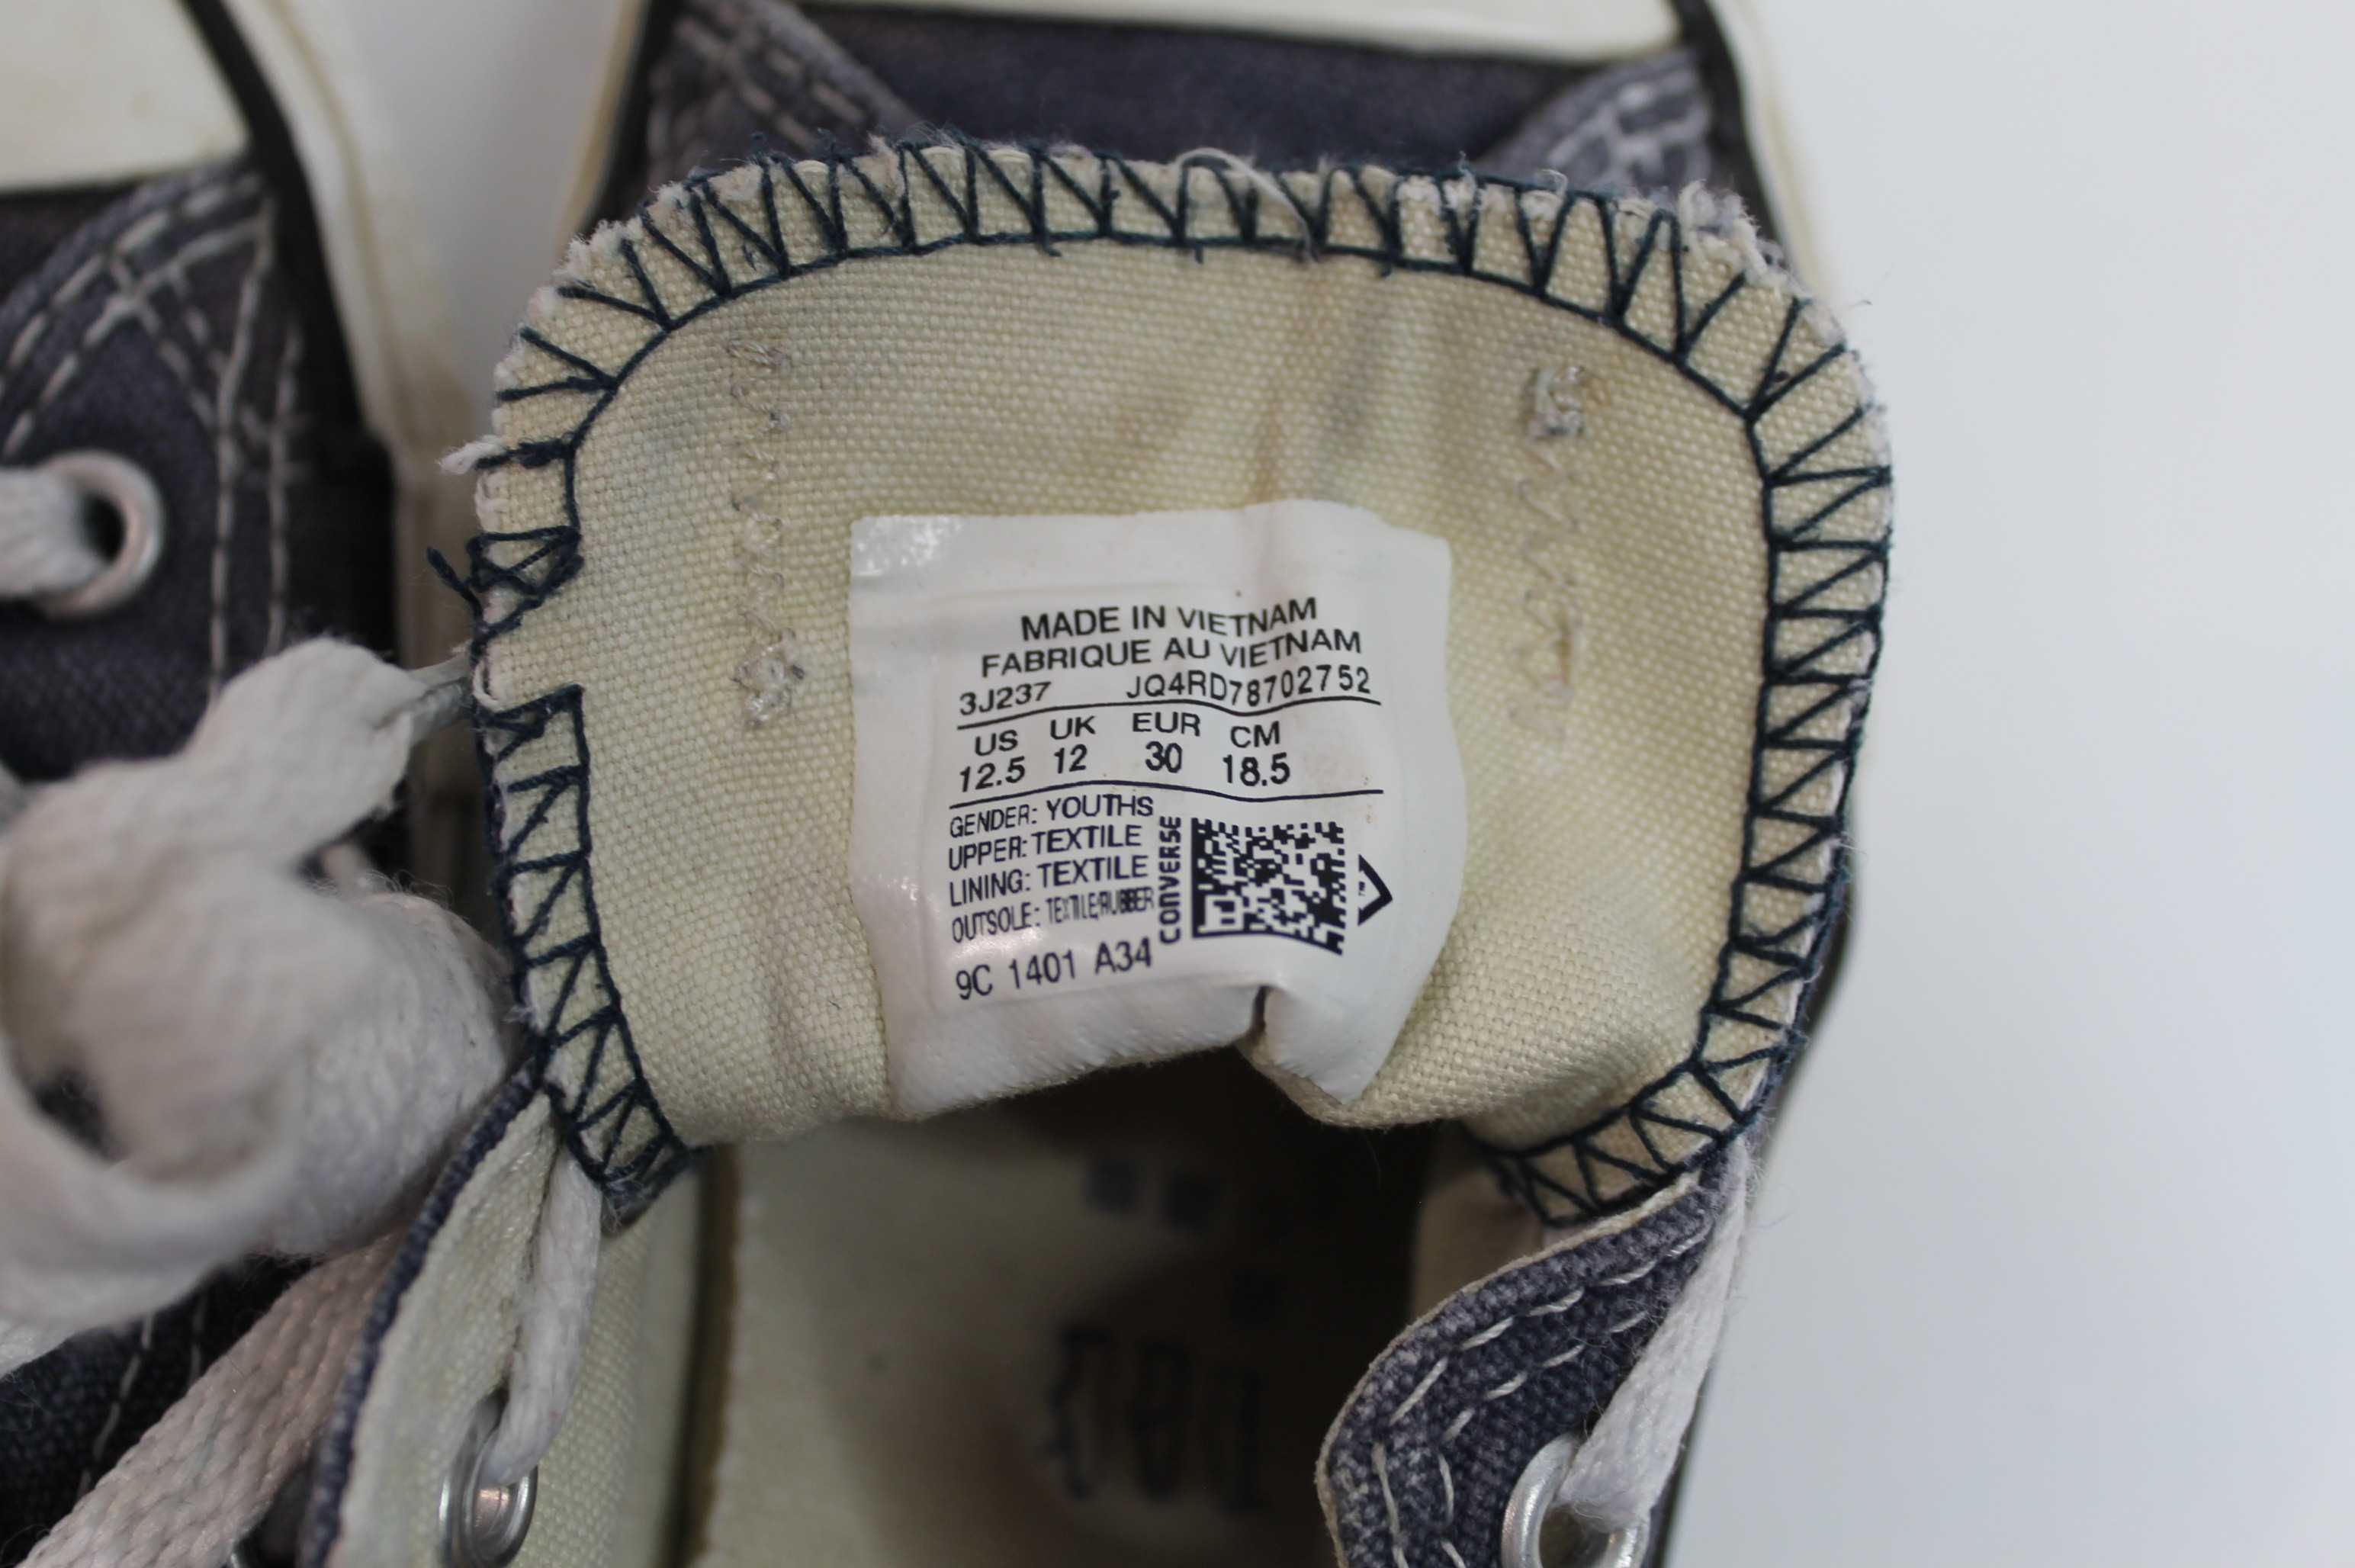 MADE IN VIETNAM
FABRIQUE AU VIETNAM
3J237 JQ4RD78702752
US UK EUR CM
12.5 12 30 18.5
GENDER: YOUTHS
UPPER: TEXTILE
LINING: TEXTILE
OUTSOLE: TEXTILE/RUBBER
CONVERSE
9C 1401 A34